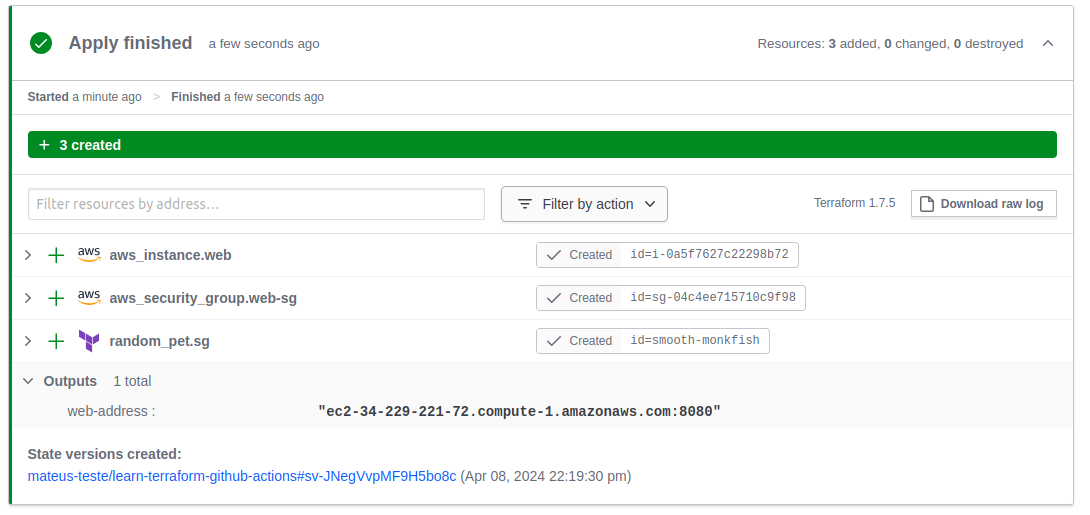 Apply finished a few seconds ago Resources: 3 added, 0 changed, 0 destroyed
Started a minute ago > Finished a few seconds ago
+ 3 created
Filter resources by address... Filter by action Terraform 1.7.5 Download raw log
aws aws_instance.web Created id=i-0a5f7627c22298b72
aws aws_security_group.web-sg Created id=sg-04c4ee715710c9f98
random_pet.sg Created id=smooth-monkfish
Outputs 1 total
web-address : "ec2-34-229-221-72.compute-1.amazonaws.com:8080"
State versions created:
mateus-teste/learn-terraform-github-actions#sv-JNegVvpMF9H5bo8c (Apr 08, 2024 22:19:30 pm)